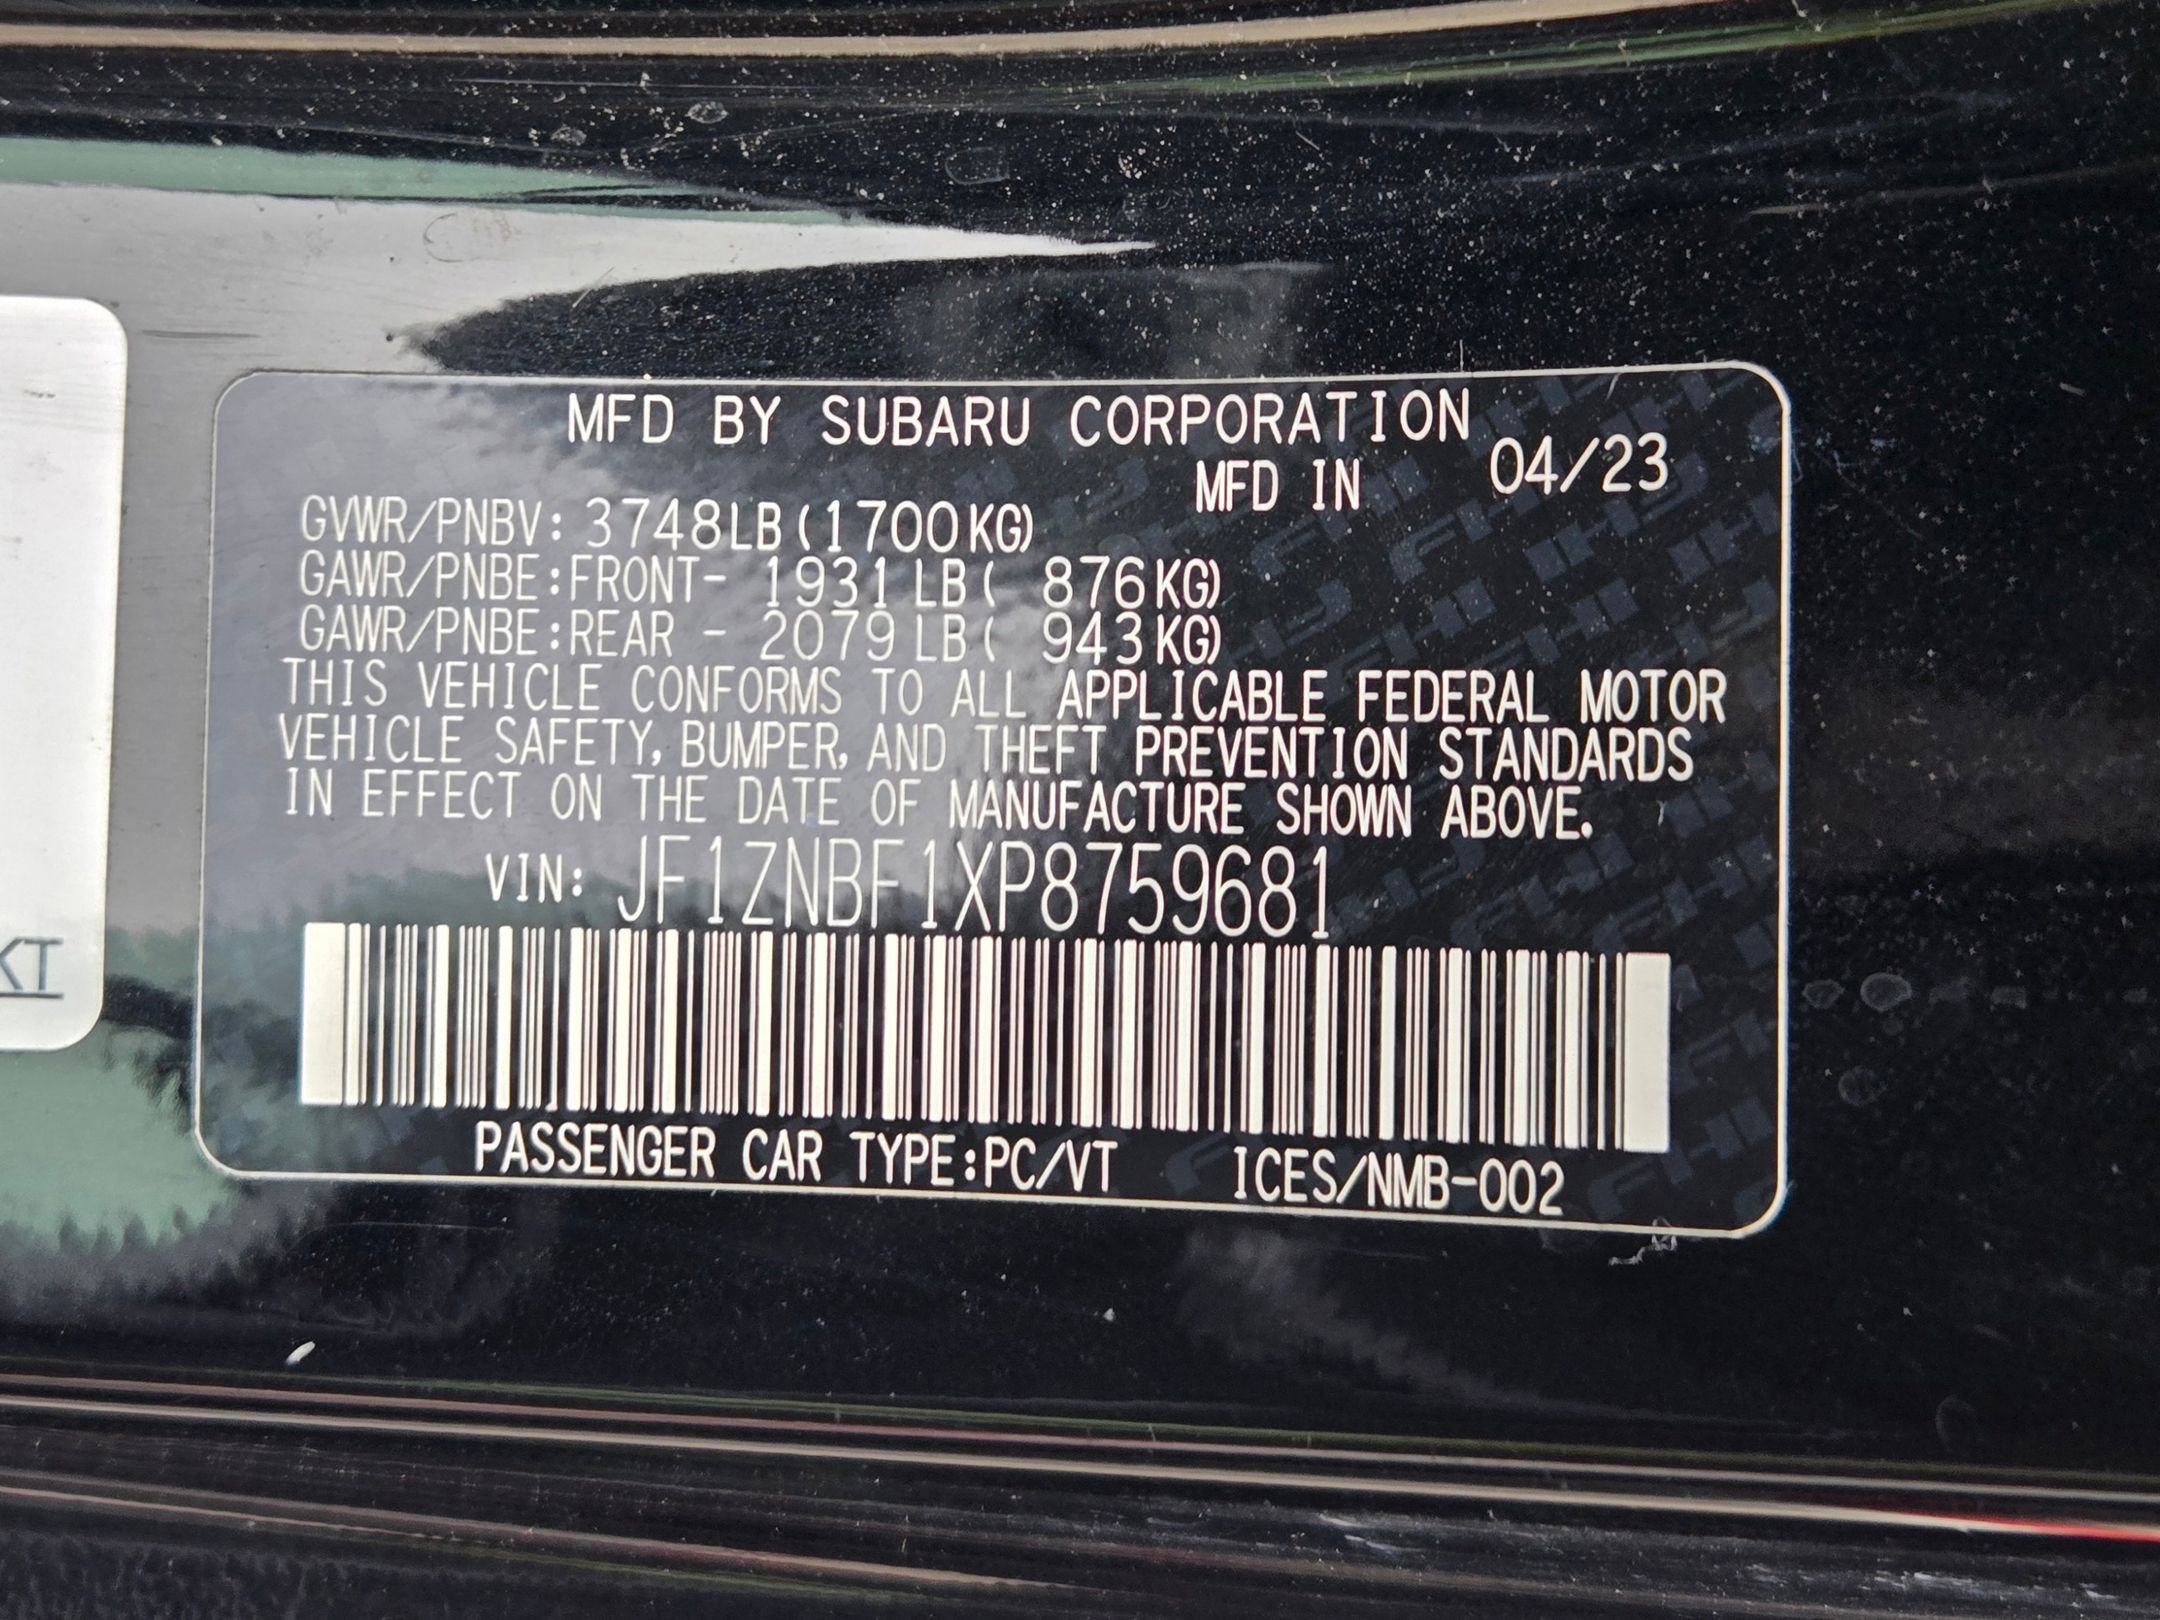 MFD BY SUBARU CORPORATION
MFD IN 04/23
GVWR/PNBV: 3748LB(1700KG)
GAWR/PNBE:FRONT- 1931LB( 876KG)
GAWR/PNBE:REAR - 2079LB( 943KG)
THIS VEHICLE CONFORMS TO ALL APPLICABLE FEDERAL MOTOR
VEHICLE SAFETY, BUMPER, AND THEFT PREVENTION STANDARDS
IN EFFECT ON THE DATE OF MANUFACTURE SHOWN ABOVE.
VIN: JF1ZNBF1XP8759681
KT
PASSENGER CAR TYPE:PC/VT ICES/NMB-002